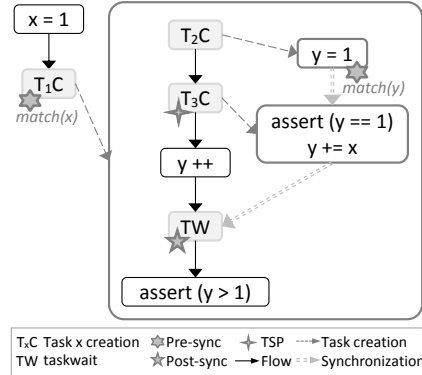 x = 1
T₁C
match(x)
T₂C
y = 1
match(y)
T₃C
assert (y == 1)
y += x
y ++
TW
assert (y > 1)
TₓC Task x creation Pre-sync TSP Task creation
TW taskwait Post-sync Flow Synchronization